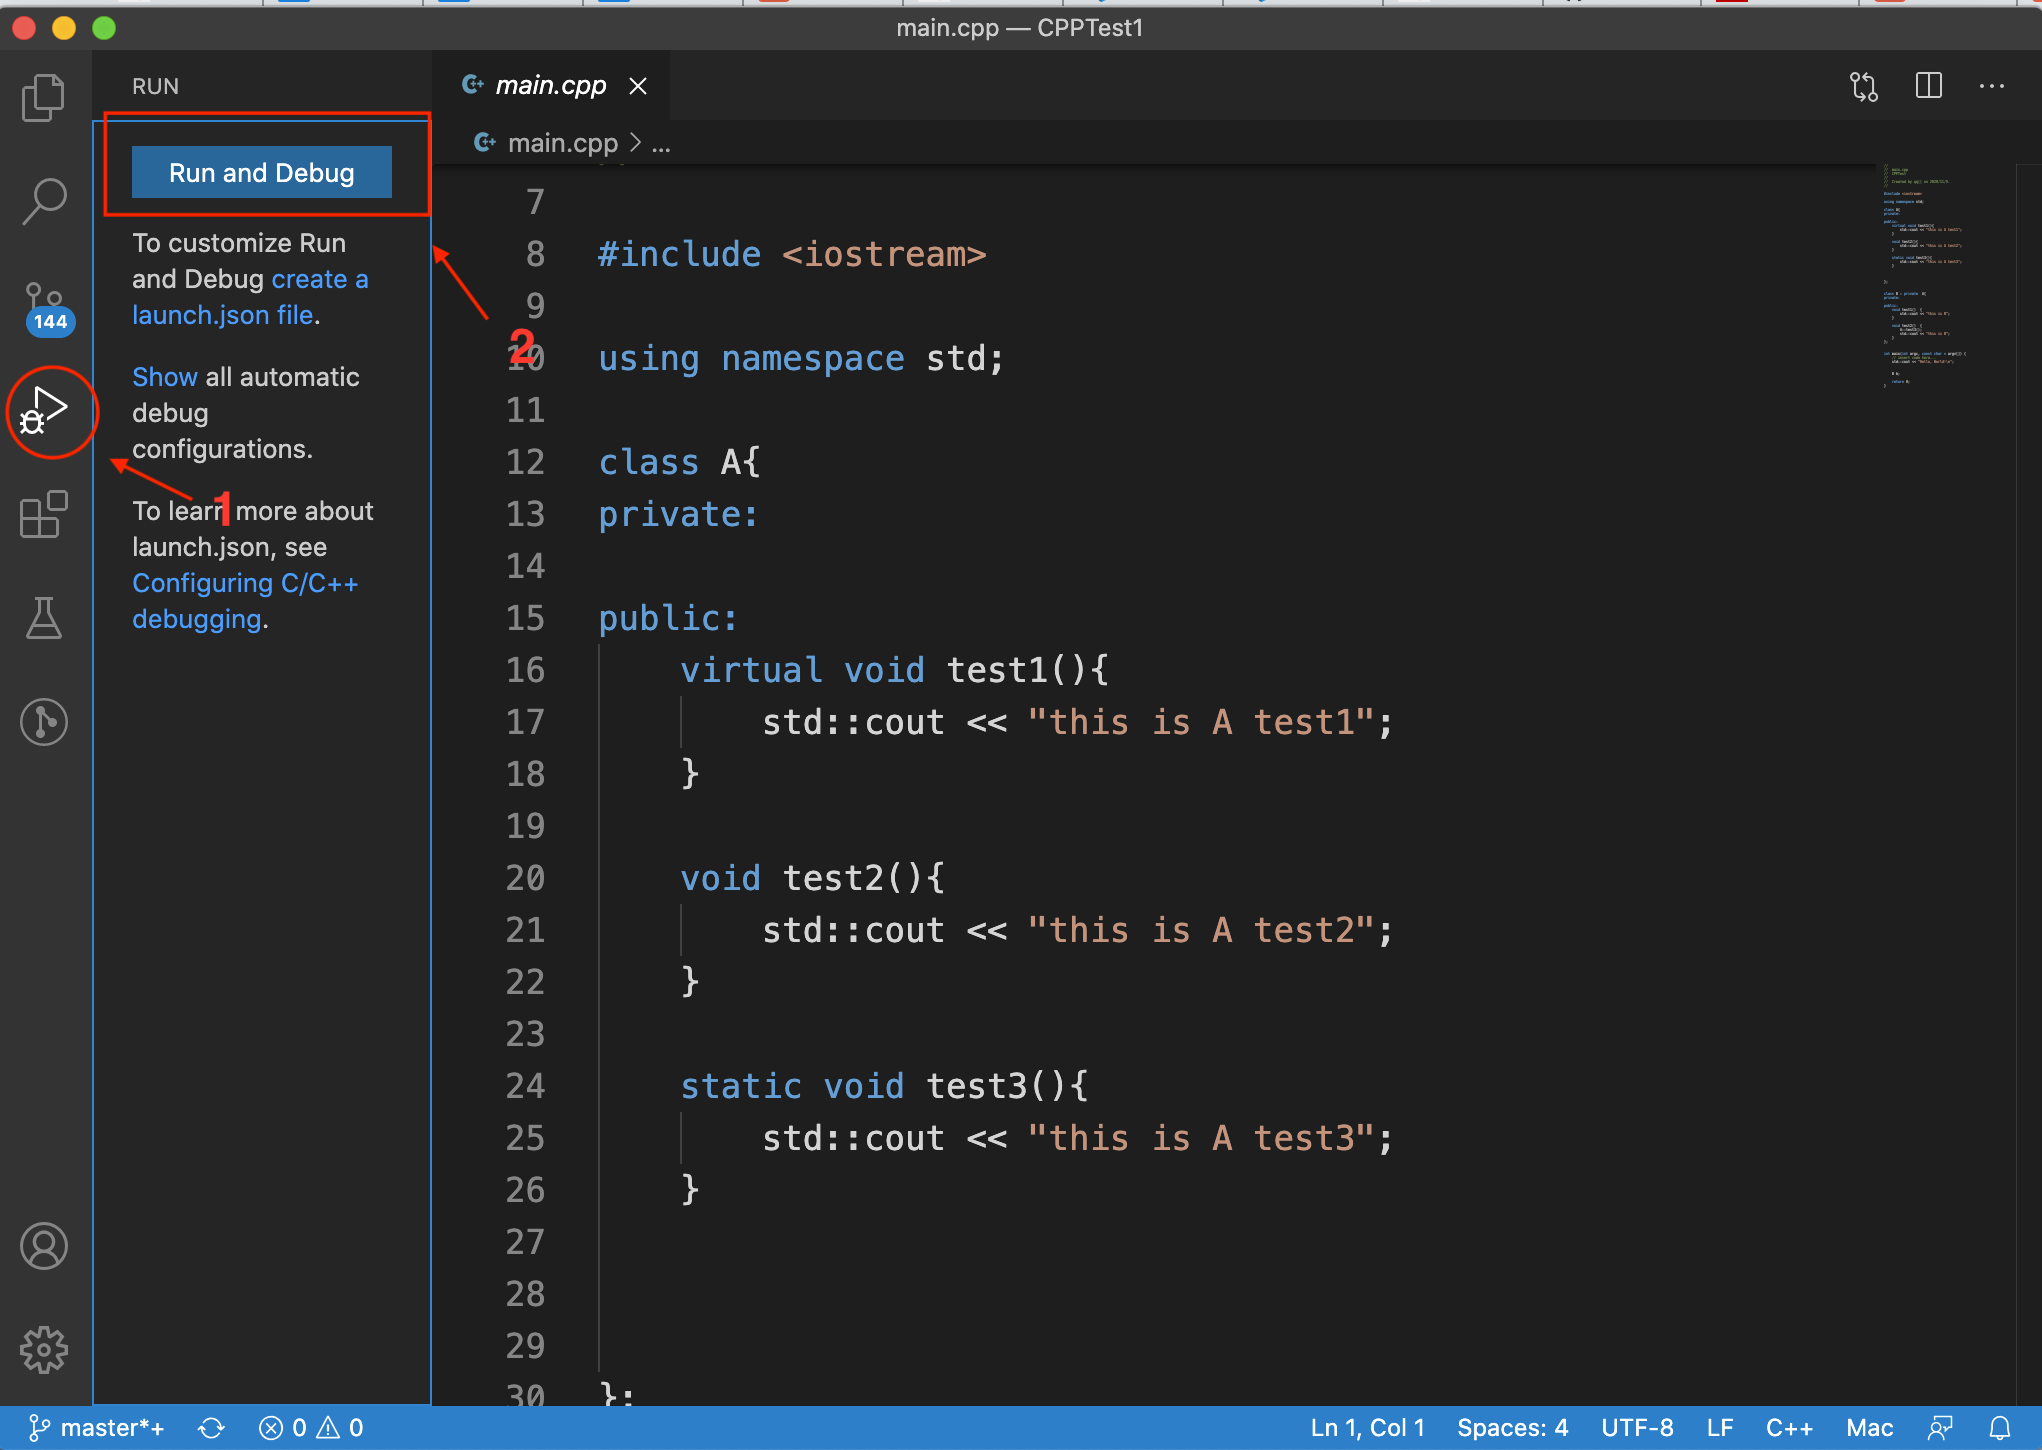 main.cpp — CPPTest1
RUN
main.cpp
main.cpp > ...
Run and Debug
To customize Run
and Debug create a
launch.json file.
Show all automatic
debug
configurations.
To learn more about
launch.json, see
Configuring C/C++
debugging.
144
1
2
7
8 #include <iostream>
9
10 using namespace std;
11
12 class A{
13 private:
14
15 public:
16 virtual void test1(){
17 std::cout << "this is A test1";
18 }
19
20 void test2(){
21 std::cout << "this is A test2";
22 }
23
24 static void test3(){
25 std::cout << "this is A test3";
26 }
27
28
29
30 };
master*+ 0 0 Ln 1, Col 1 Spaces: 4 UTF-8 LF C++ Mac